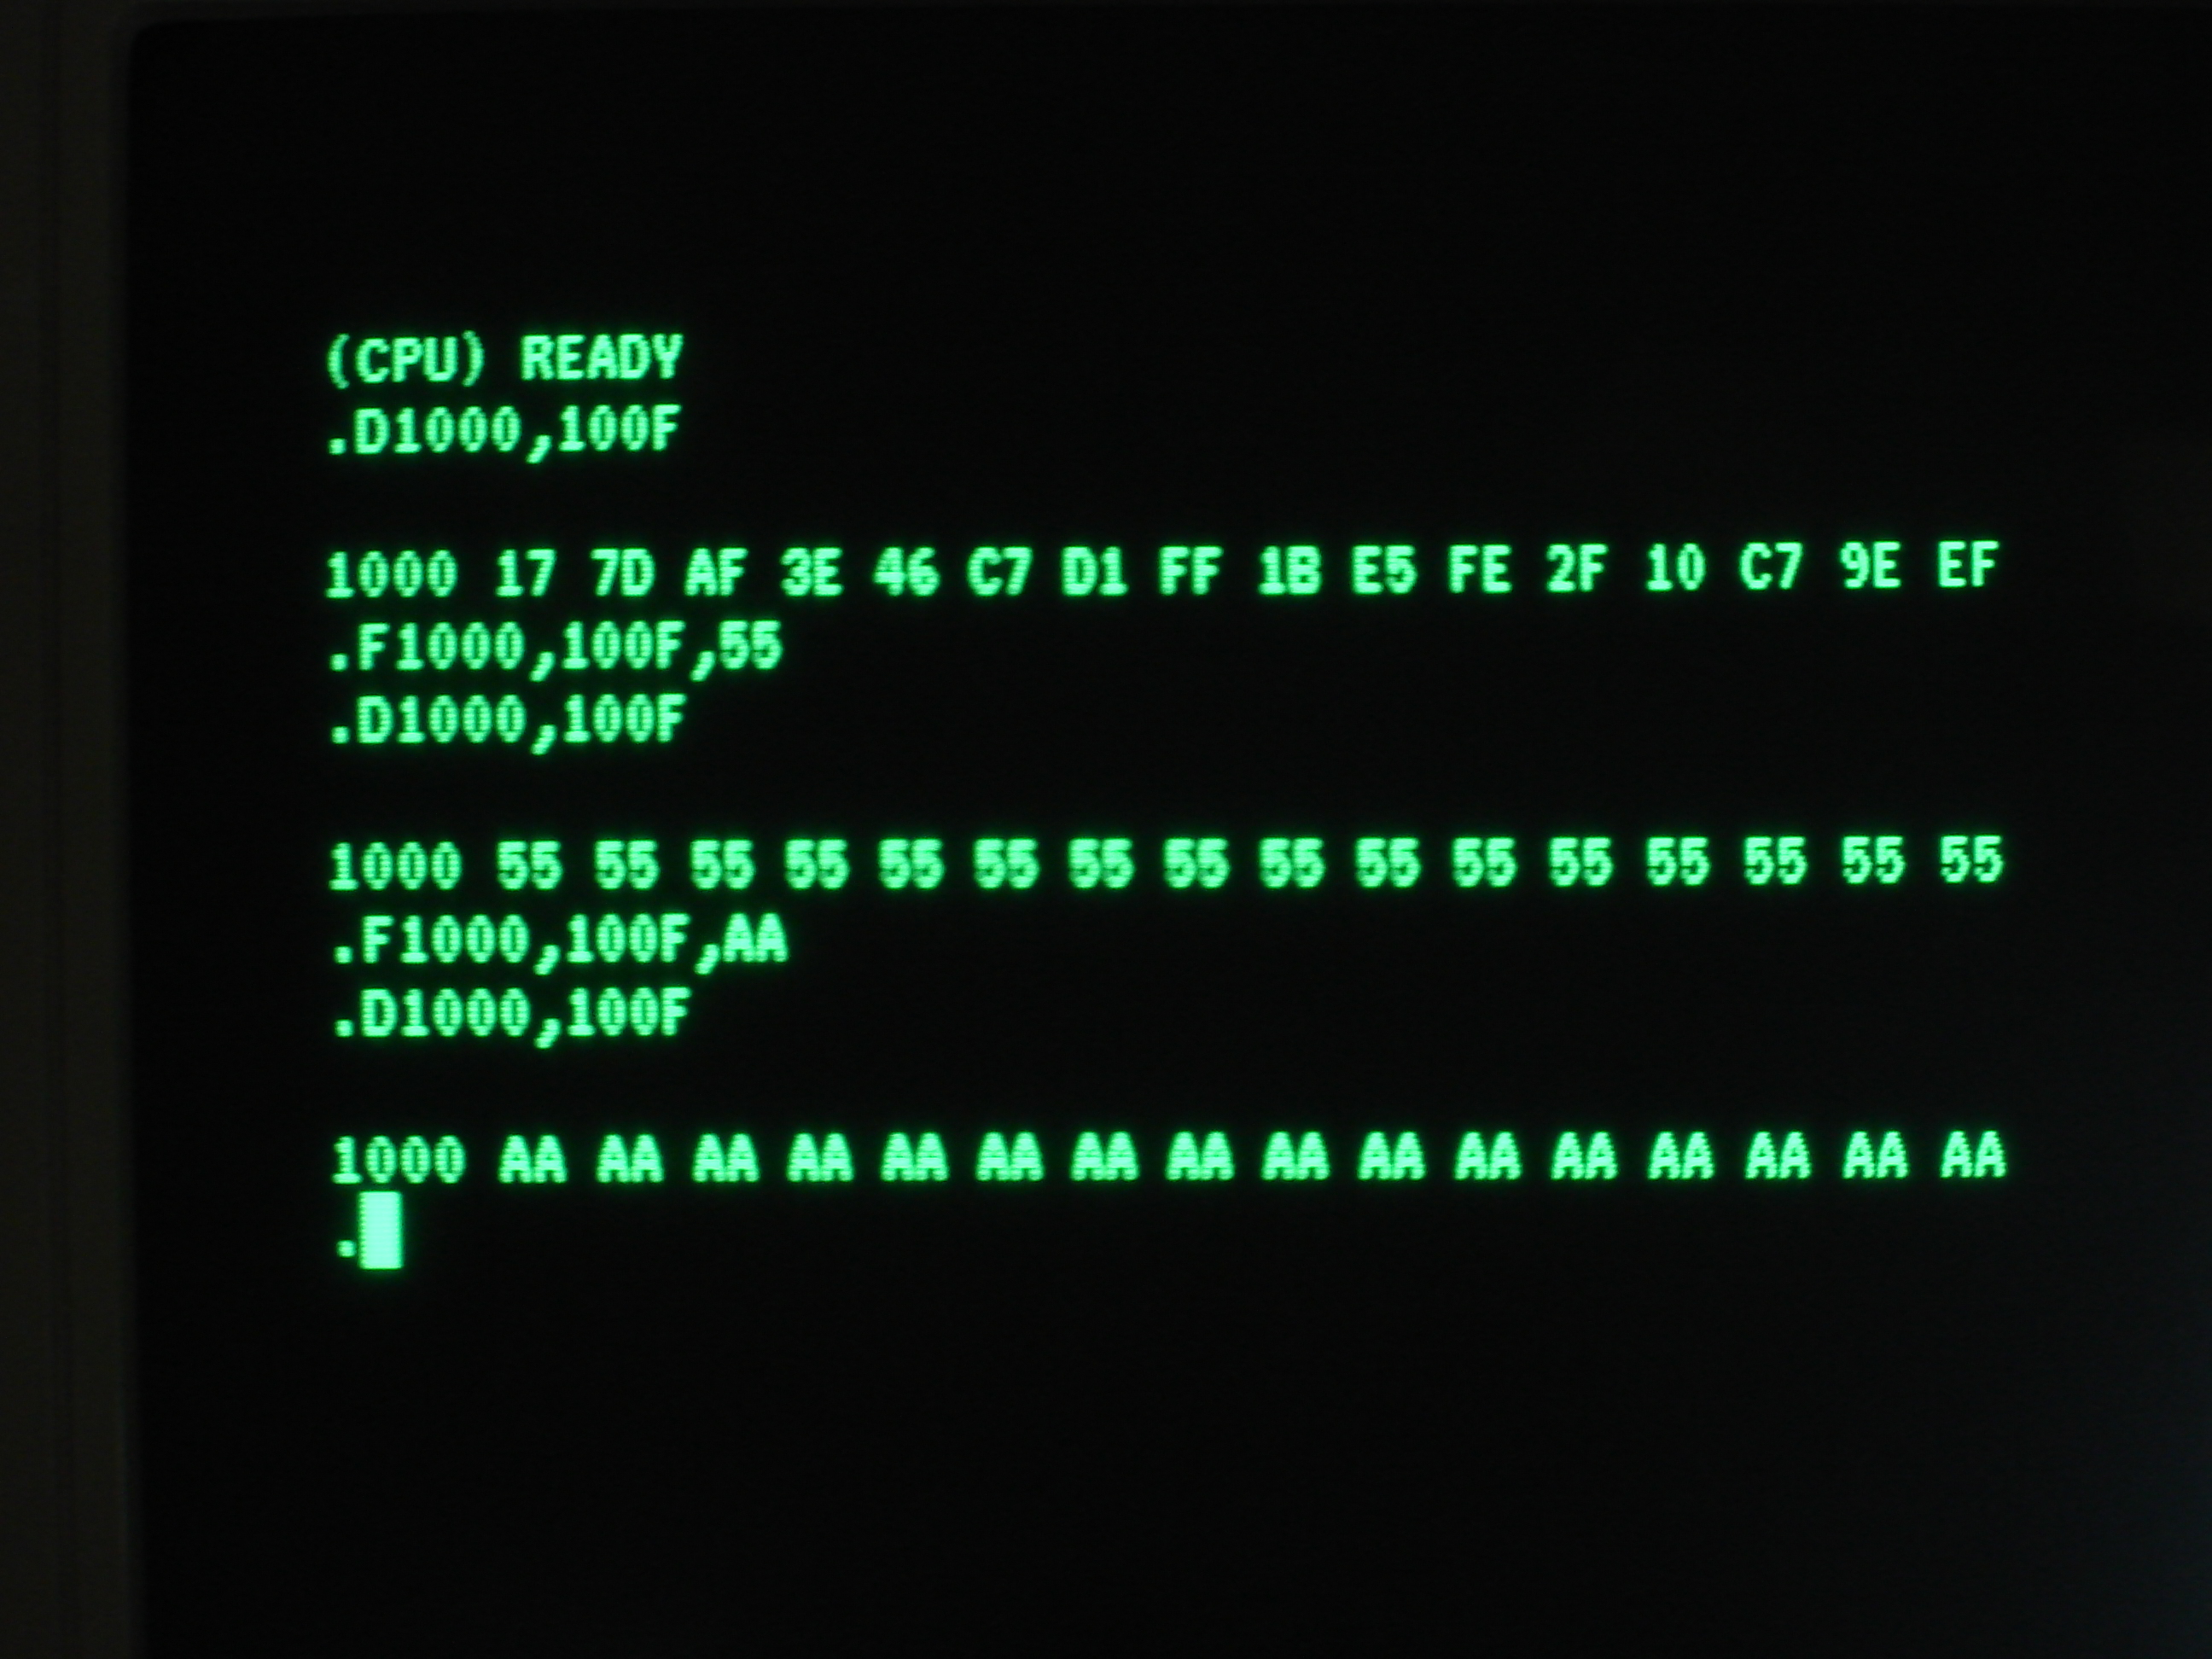 (CPU) READY
.D1000,100F
1000 17 7D AF 3E 46 C7 D1 FF 1B E5 FE 2F 10 C7 9E EF
.F1000,100F,55
.D1000,100F
1000 55 55 55 55 55 55 55 55 55 55 55 55 55 55 55 55
.F1000,100F,AA
.D1000,100F
1000 AA AA AA AA AA AA AA AA AA AA AA AA AA AA AA AA
.